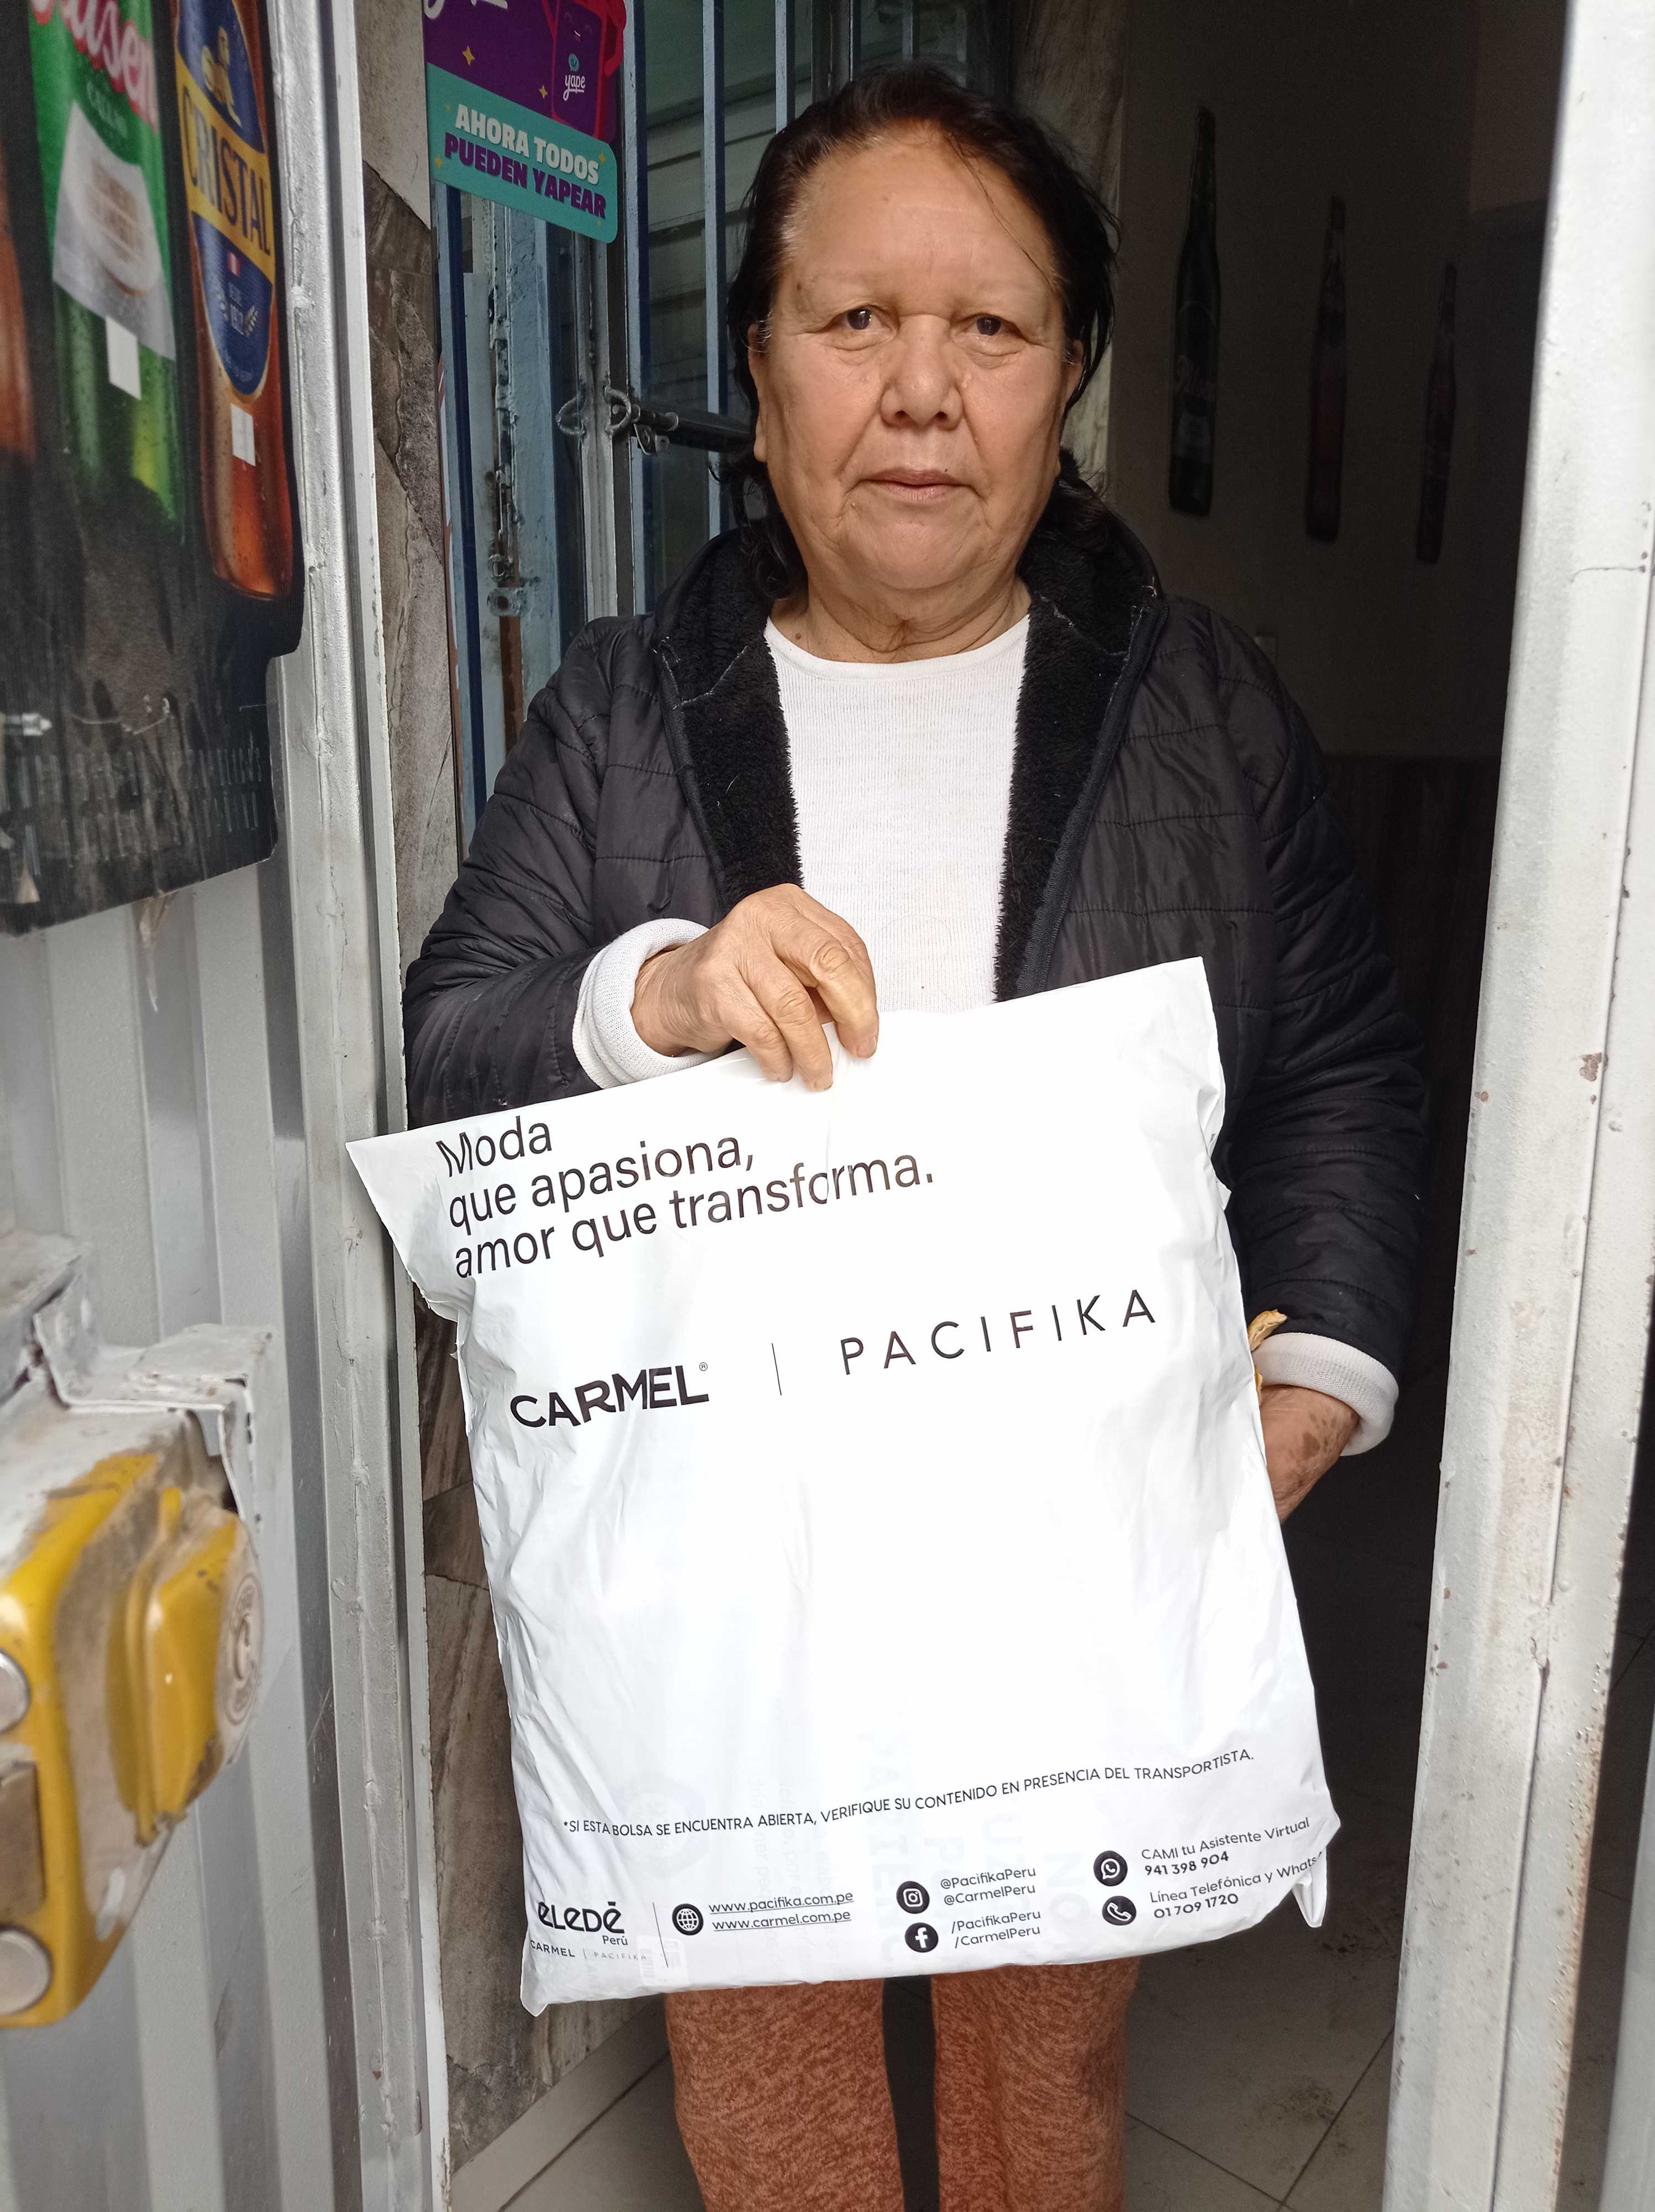 CRISTAL
yape
AHORA TODOS
PUEDEN YAPEAR
Moda
que apasiona,
amor que transforma.
CARMEL® | PACIFIKA
*SI ESTA BOLSA SE ENCUENTRA ABIERTA, VERIFIQUE SU CONTENIDO EN PRESENCIA DEL TRANSPORTISTA.
ēLeDē
Perú
CARMEL | PACIFIKA
www.pacifika.com.pe
www.carmel.com.pe
@PacifikaPeru
@CarmelPeru
/PacifikaPeru
/CarmelPeru
CAMI tu Asistente Virtual
941 398 904
Línea Telefónica y Whats
01 709 1720